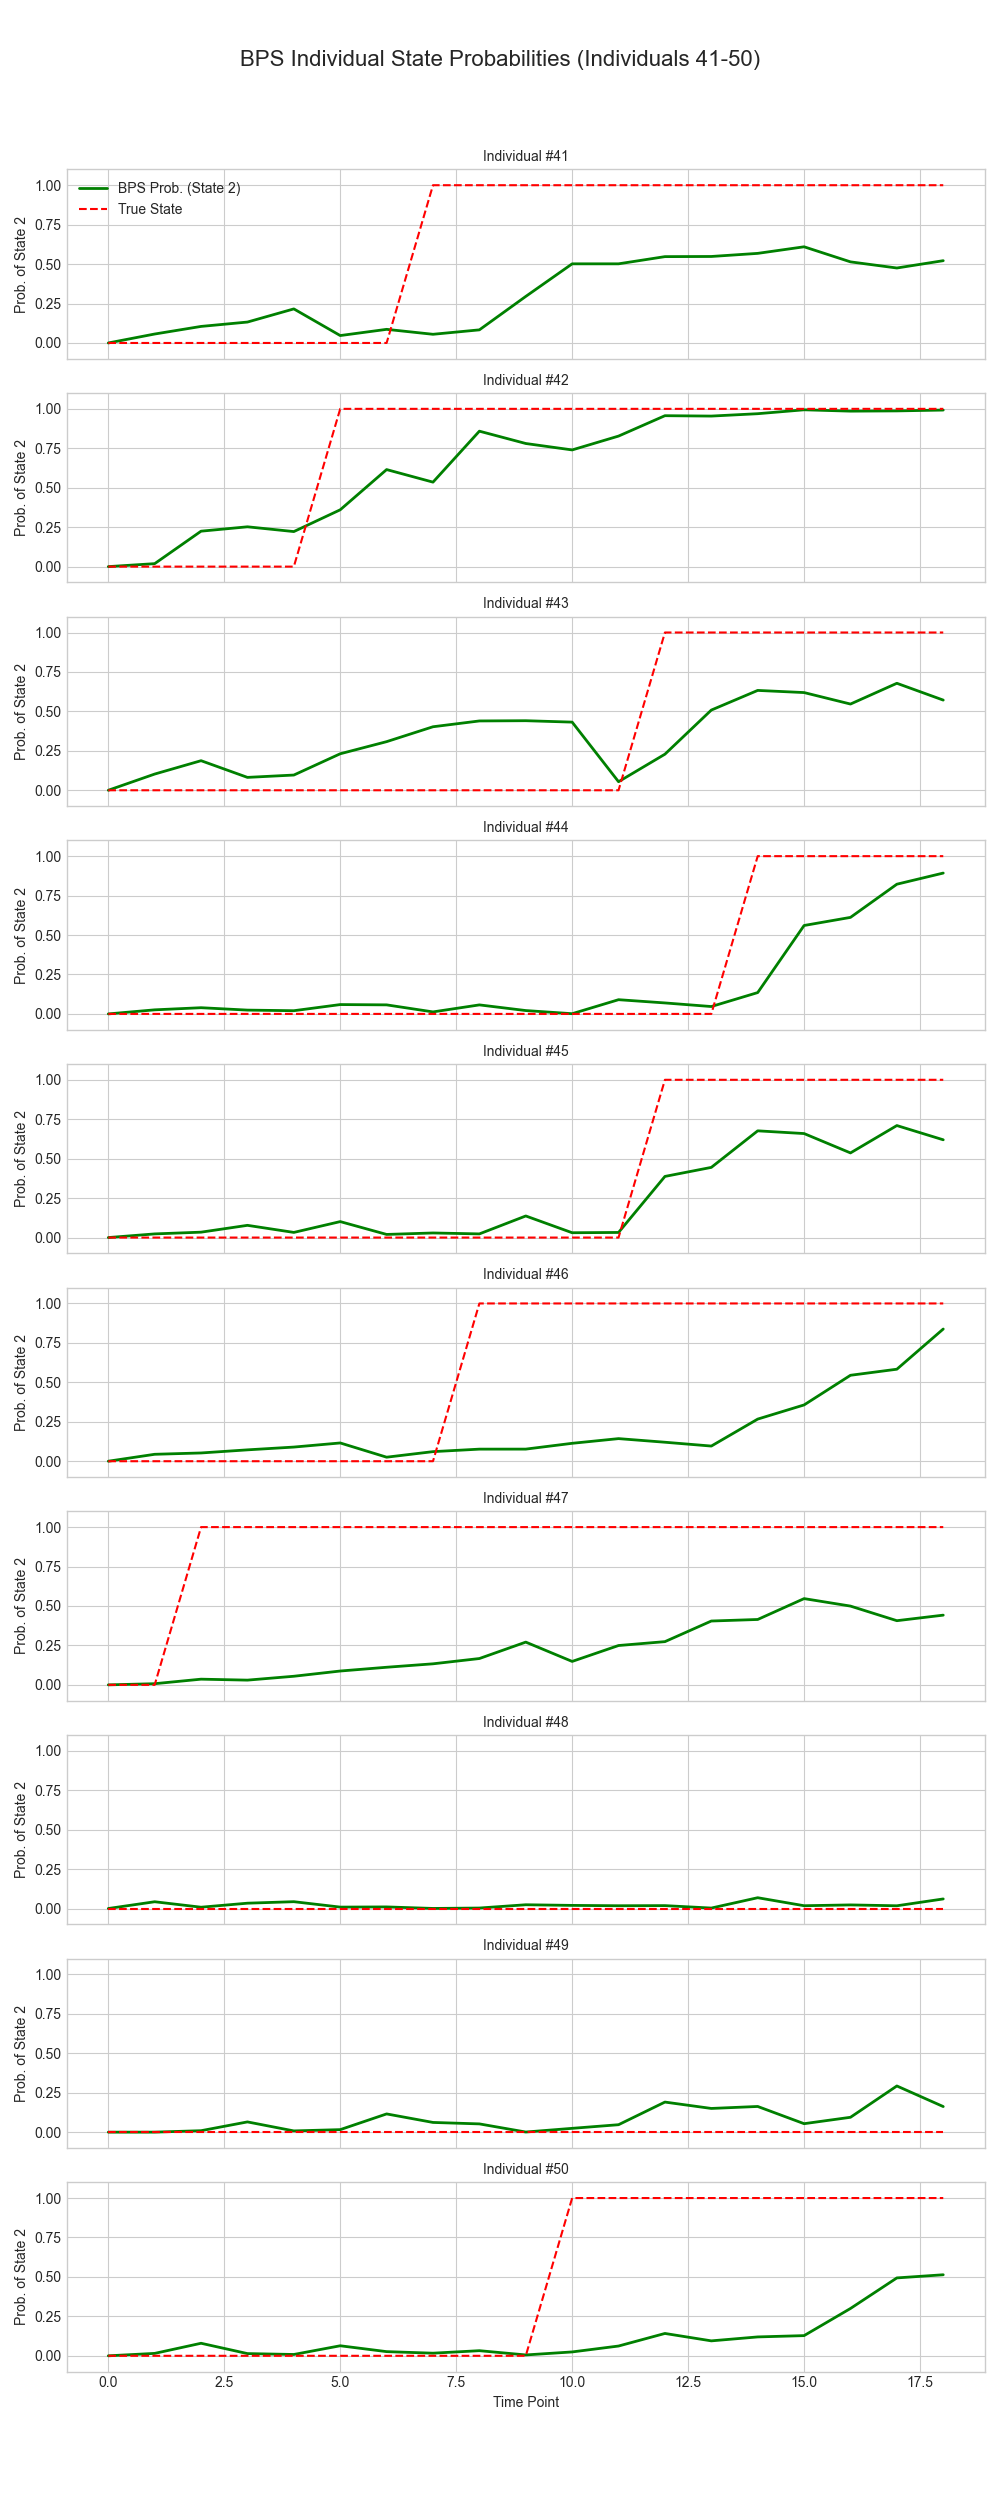 BPS Individual State Probabilities (Individuals 41-50)
Individual #41
BPS Prob. (State 2)
True State
1.00
0.75
0.50
0.25
0.00
Prob. of State 2
Individual #42
1.00
0.75
0.50
0.25
0.00
Prob. of State 2
Individual #43
1.00
0.75
0.50
0.25
0.00
Prob. of State 2
Individual #44
1.00
0.75
0.50
0.25
0.00
Prob. of State 2
Individual #45
1.00
0.75
0.50
0.25
0.00
Prob. of State 2
Individual #46
1.00
0.75
0.50
0.25
0.00
Prob. of State 2
Individual #47
1.00
0.75
0.50
0.25
0.00
Prob. of State 2
Individual #48
1.00
0.75
0.50
0.25
0.00
Prob. of State 2
Individual #49
1.00
0.75
0.50
0.25
0.00
Prob. of State 2
Individual #50
1.00
0.75
0.50
0.25
0.00
Prob. of State 2
0.0 2.5 5.0 7.5 10.0 12.5 15.0 17.5
Time Point